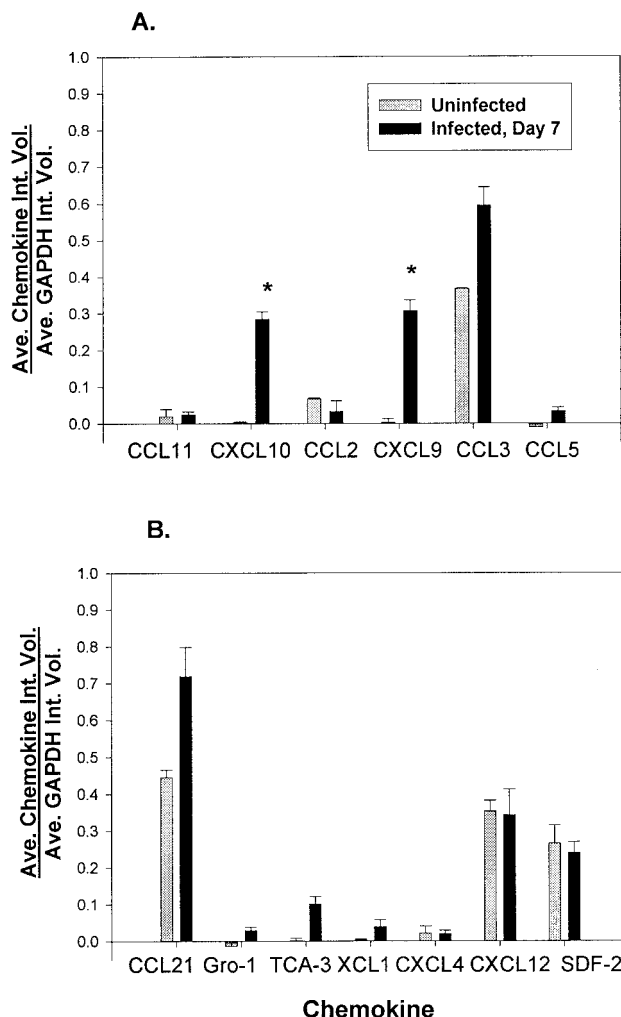 A.
1.0
0.9
0.8
0.7
0.6
0.5
0.4
0.3
0.2
0.1
0.0
Ave. Chemokine Int. Vol.
Ave. GAPDH Int. Vol.
Uninfected
Infected, Day 7
*
*
CCL11 CXCL10 CCL2 CXCL9 CCL3 CCL5
B.
1.0
0.9
0.8
0.7
0.6
0.5
0.4
0.3
0.2
0.1
0.0
Ave. Chemokine Int. Vol.
Ave. GAPDH Int. Vol.
CCL21 Gro-1 TCA-3 XCL1 CXCL4 CXCL12 SDF-2
Chemokine